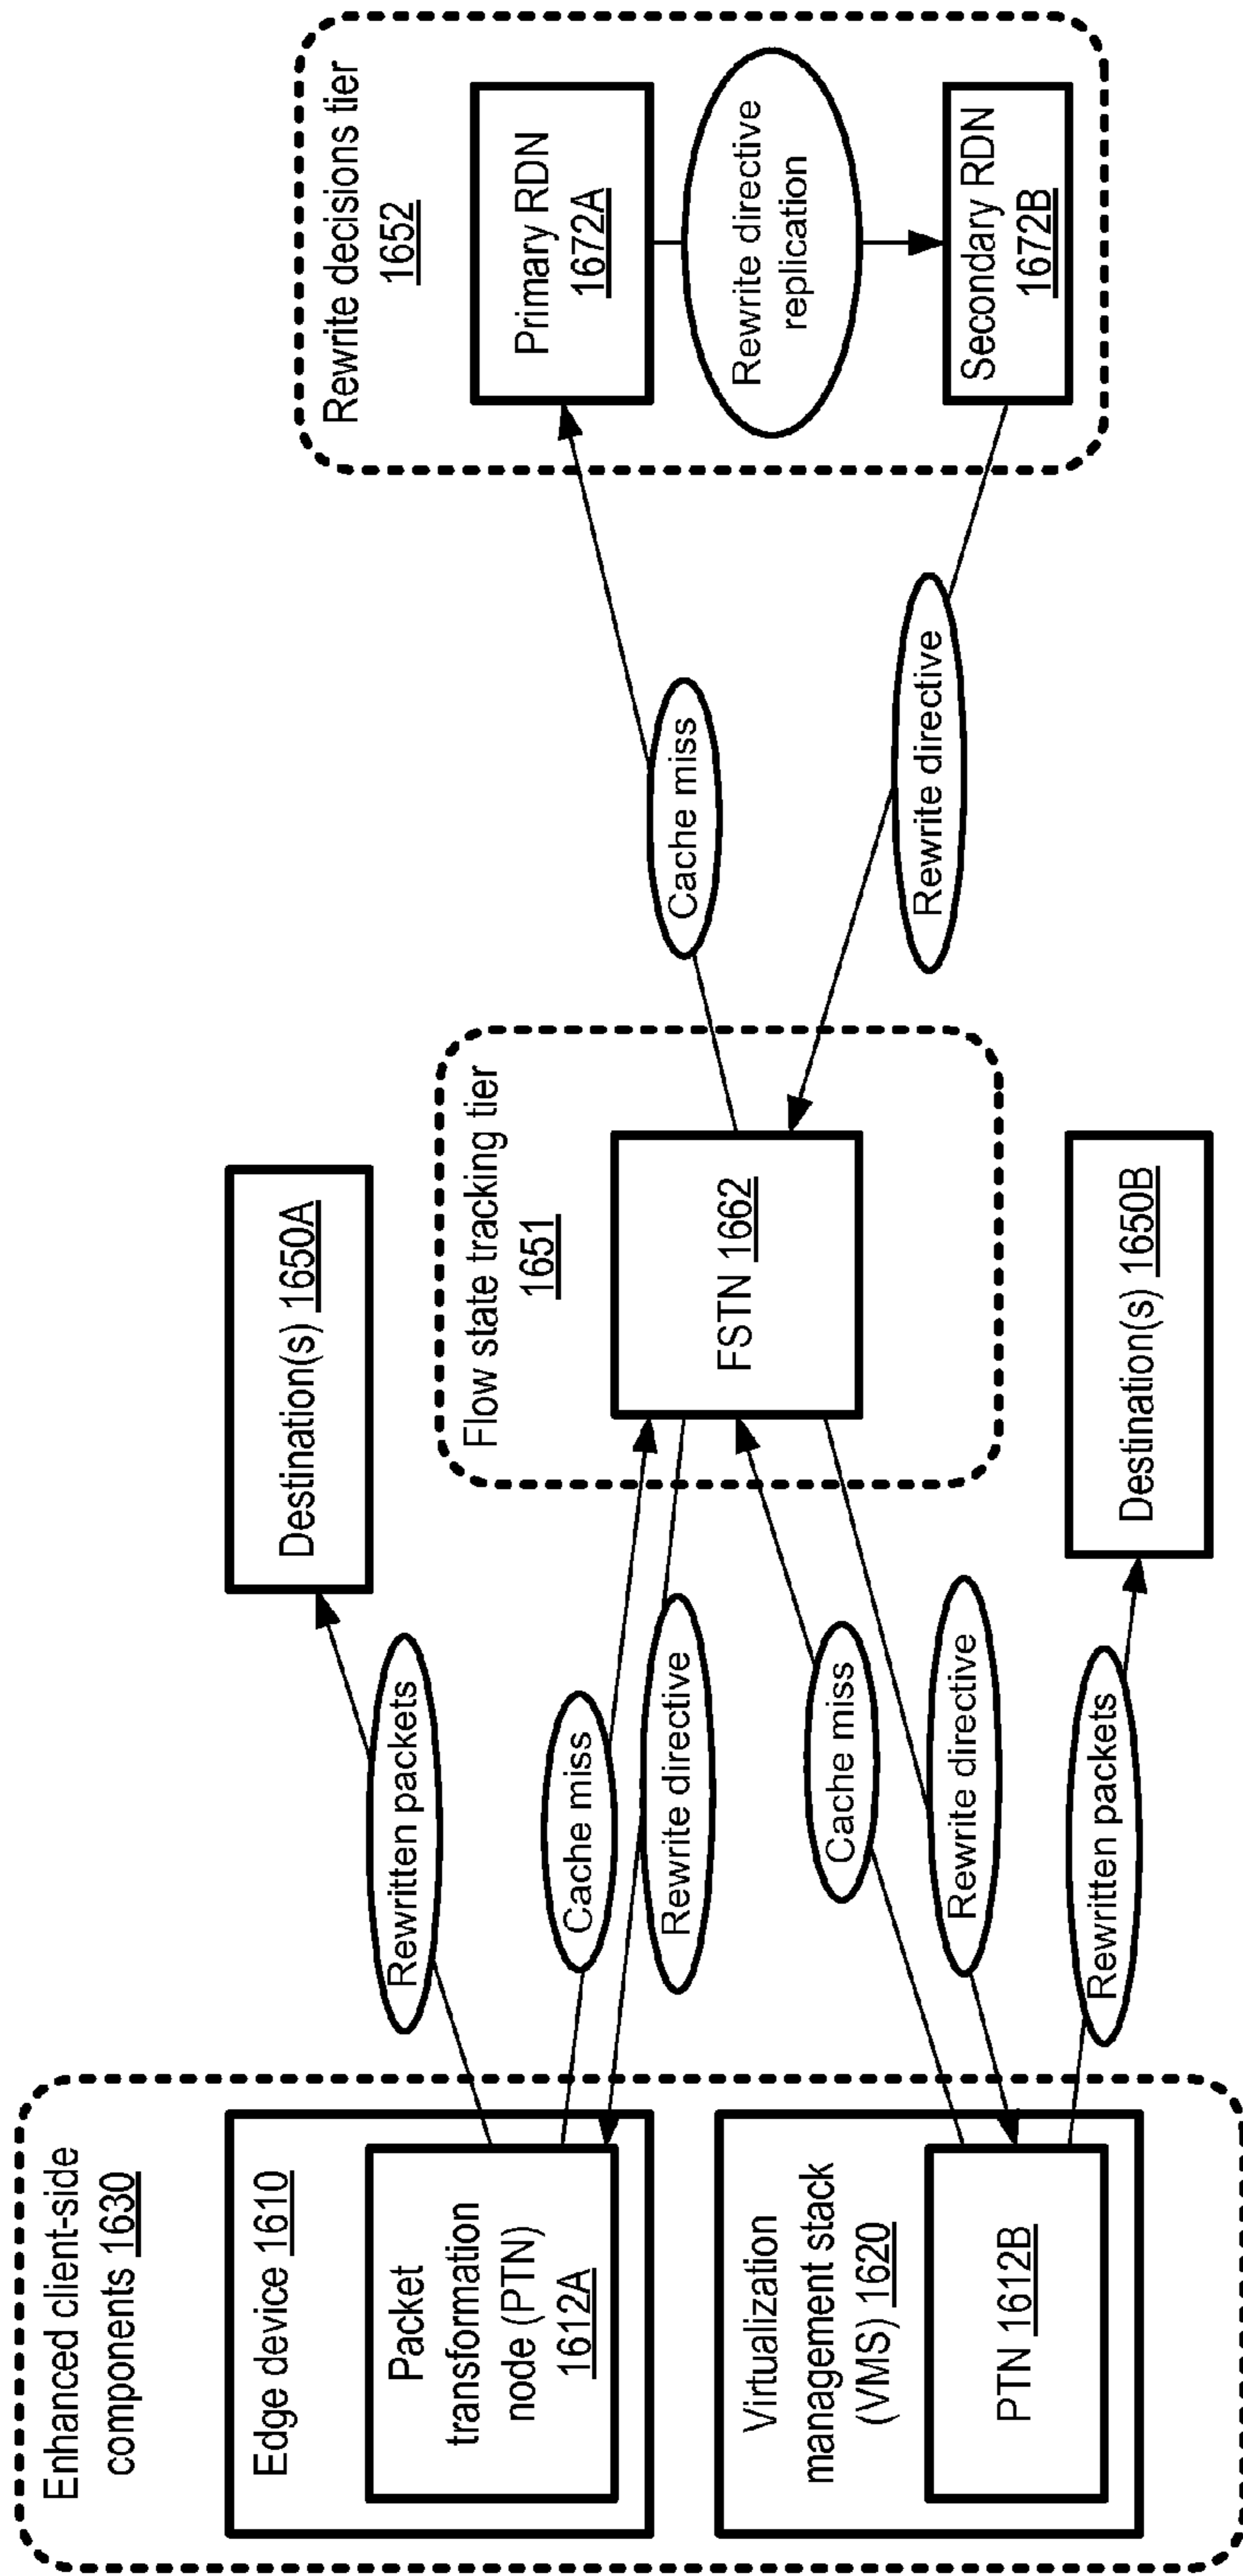 Enhanced client-side
components 1630
Edge device 1610
Packet
transformation
node (PTN)
1612A
Virtualization
management stack
(VMS) 1620
PTN 1612B
Rewritten packets
Cache miss
Rewrite directive
Cache miss
Rewrite directive
Rewritten packets
Destination(s) 1650A
Flow state tracking tier
1651
FSTN 1662
Destination(s) 1650B
Cache miss
Rewrite directive
Rewrite decisions tier
1652
Primary RDN
1672A
Rewrite directive
replication
Secondary RDN
1672B